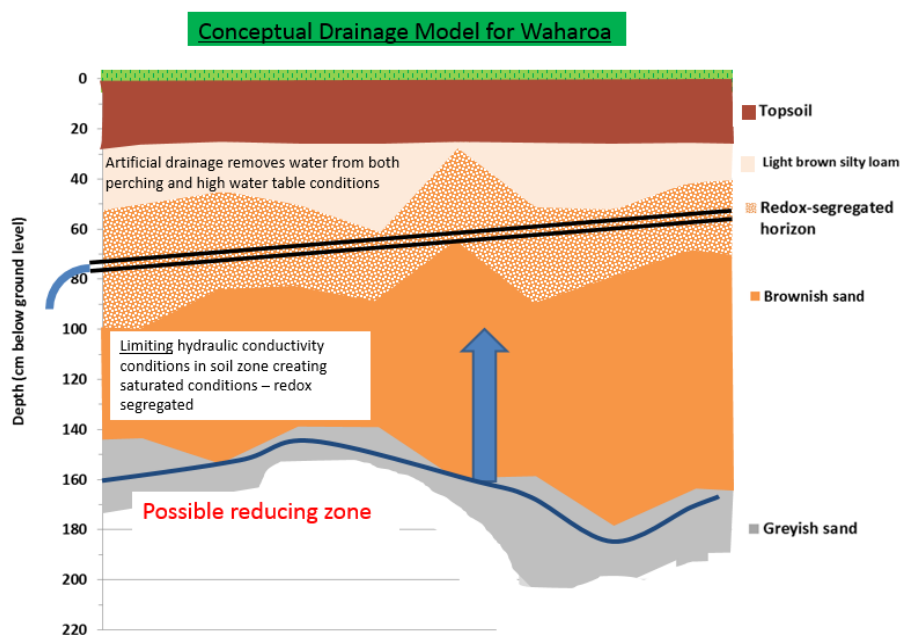 Conceptual Drainage Model for Waharoa
0
20
40
60
80
100
120
140
160
180
200
220
Depth (cm below ground level)
Artificial drainage removes water from both
perching and high water table conditions
Limiting hydraulic conductivity
conditions in soil zone creating
saturated conditions – redox
segregated
Possible reducing zone
Topsoil
Light brown silty loam
Redox-segregated
horizon
Brownish sand
Greyish sand